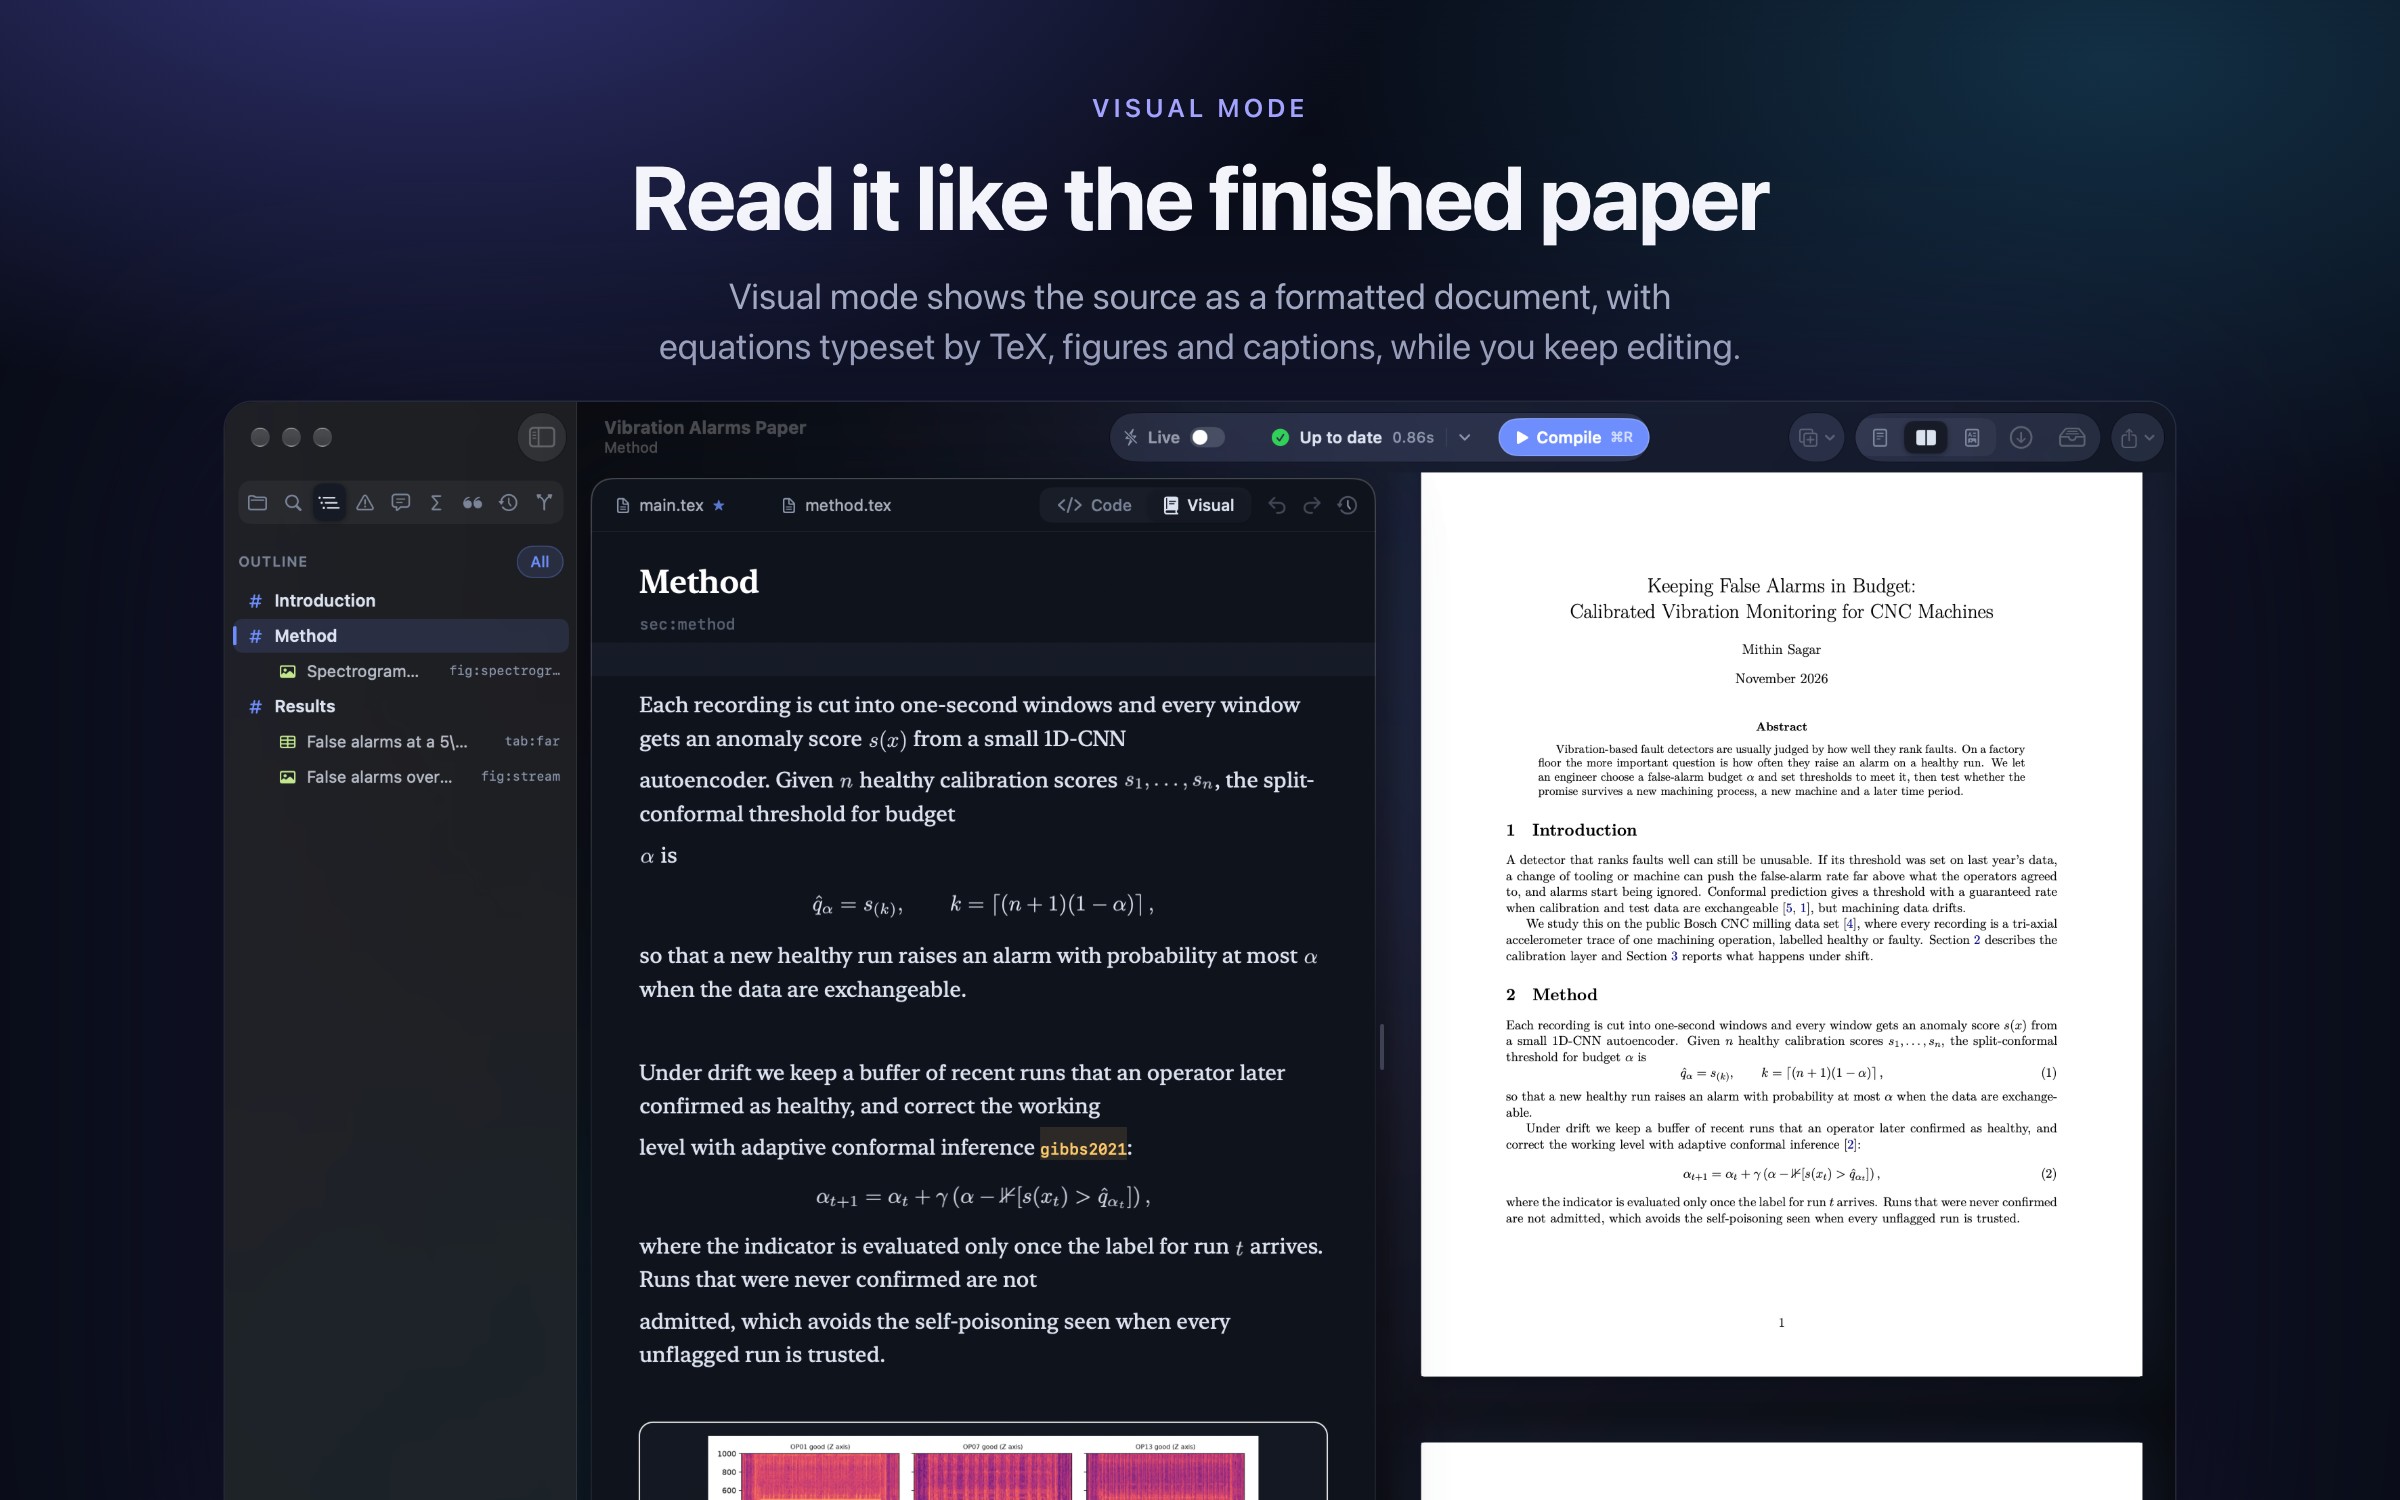 VISUAL MODE
Read it like the finished paper
Visual mode shows the source as a formatted document, with
equations typeset by TeX, figures and captions, while you keep editing.
Vibration Alarms Paper
Method
Live
Up to date 0.86s
Compile ⌘R
OUTLINE
All
# Introduction
# Method
Spectrogram... fig:spectrogr...
# Results
False alarms at a 5\... tab:far
False alarms over... fig:stream
main.tex ★
method.tex
</> Code
Visual
Method
sec:method
Each recording is cut into one-second windows and every window
gets an anomaly score s(x) from a small 1D-CNN
autoencoder. Given n healthy calibration scores s₁, . . . , sₙ, the split-
conformal threshold for budget
α is
q̂_α = s_(k),  k = ⌈(n + 1)(1 − α)⌉ ,
so that a new healthy run raises an alarm with probability at most α
when the data are exchangeable.
Under drift we keep a buffer of recent runs that an operator later
confirmed as healthy, and correct the working
level with adaptive conformal inference gibbs2021:
α_{t+1} = α_t + γ (α − ⊮[s(x_t) > q̂_{α_t}]) ,
where the indicator is evaluated only once the label for run t arrives.
Runs that were never confirmed are not
admitted, which avoids the self-poisoning seen when every
unflagged run is trusted.
OP01 good (Z axis) OP07 good (Z axis) OP13 good (Z axis)
1000
800
600
Keeping False Alarms in Budget:
Calibrated Vibration Monitoring for CNC Machines
Mithin Sagar
November 2026
Abstract
Vibration-based fault detectors are usually judged by how well they rank faults. On a factory
floor the more important question is how often they raise an alarm on a healthy run. We let
an engineer choose a false-alarm budget α and set thresholds to meet it, then test whether the
promise survives a new machining process, a new machine and a later time period.
1 Introduction
A detector that ranks faults well can still be unusable. If its threshold was set on last year's data,
a change of tooling or machine can push the false-alarm rate far above what the operators agreed
to, and alarms start being ignored. Conformal prediction gives a threshold with a guaranteed rate
when calibration and test data are exchangeable [5, 1], but machining data drifts.
We study this on the public Bosch CNC milling data set [4], where every recording is a tri-axial
accelerometer trace of one machining operation, labelled healthy or faulty. Section 2 describes the
calibration layer and Section 3 reports what happens under shift.
2 Method
Each recording is cut into one-second windows and every window gets an anomaly score s(x) from
a small 1D-CNN autoencoder. Given n healthy calibration scores s₁, . . . , sₙ, the split-conformal
threshold for budget α is
q̂_α = s_(k),  k = ⌈(n + 1)(1 − α)⌉ , (1)
so that a new healthy run raises an alarm with probability at most α when the data are exchange-
able.
Under drift we keep a buffer of recent runs that an operator later confirmed as healthy, and
correct the working level with adaptive conformal inference [2]:
α_{t+1} = α_t + γ (α − ⊮[s(x_t) > q̂_{α_t}]) , (2)
where the indicator is evaluated only once the label for run t arrives. Runs that were never confirmed
are not admitted, which avoids the self-poisoning seen when every unflagged run is trusted.
1